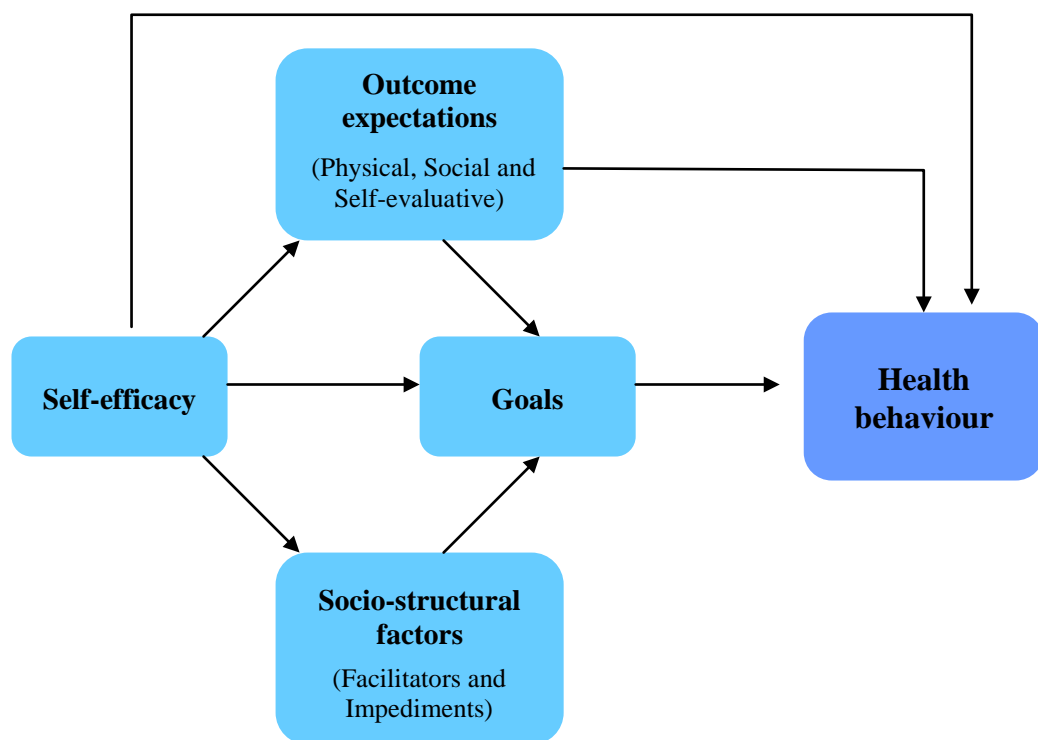 Outcome
expectations
(Physical, Social and
Self-evaluative)
Self-efficacy
Goals
Health
behaviour
Socio-structural
factors
(Facilitators and
Impediments)